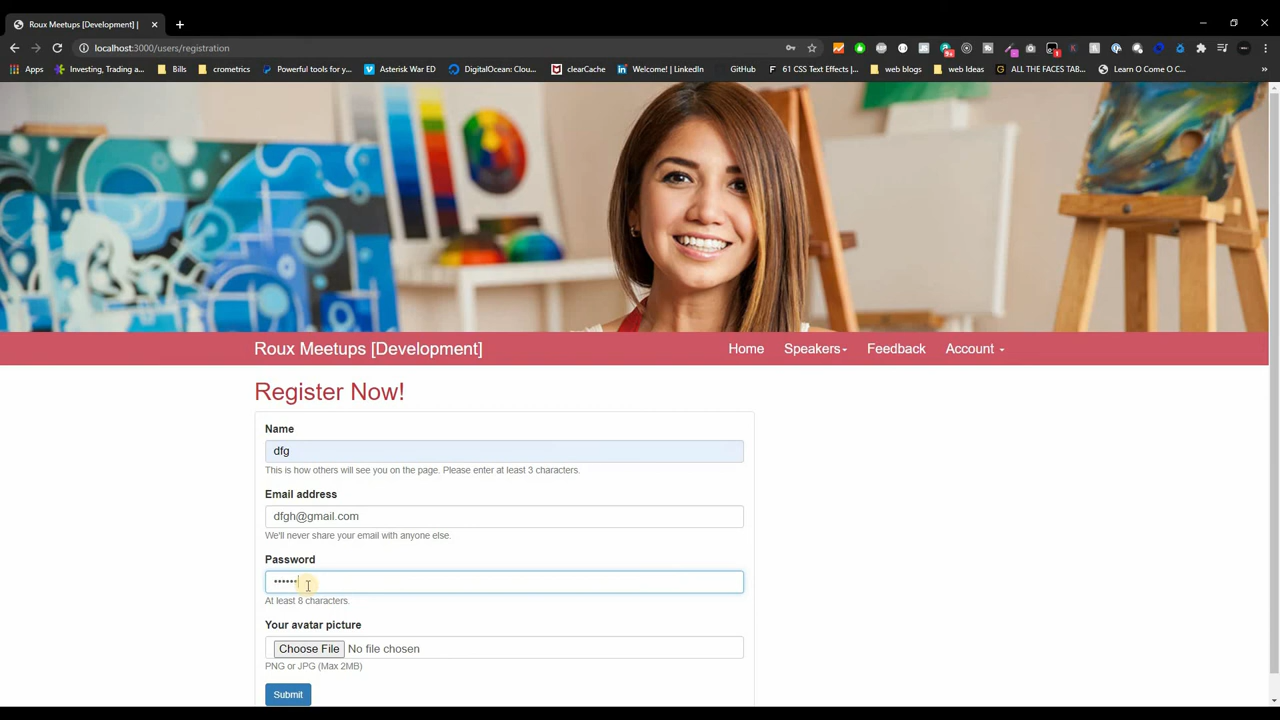 Roux Meetups [Development] |
localhost:3000/users/registration
Apps Investing, Trading a... Bills crometrics Powerful tools for y... Asterisk War ED DigitalOcean: Clou... clearCache Welcome! | LinkedIn GitHub 61 CSS Text Effects |... web blogs web Ideas ALL THE FACES TAB... Learn O Come O C... »
Roux Meetups [Development] Home Speakers Feedback Account
Register Now!
Name
dfg
This is how others will see you on the page. Please enter at least 3 characters.
Email address
dfgh@gmail.com
We'll never share your email with anyone else.
Password
••••••
At least 8 characters.
Your avatar picture
Choose File No file chosen
PNG or JPG (Max 2MB)
Submit